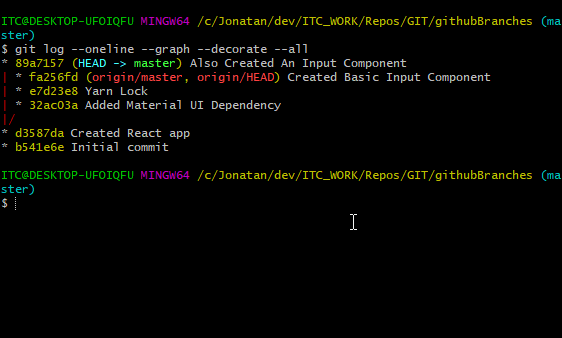 ITC@DESKTOP-UFOIQFU MINGW64 /c/Jonatan/dev/ITC_WORK/Repos/GIT/githubBranches (ma
ster)
$ git log --oneline --graph --decorate --all
* 89a7157 (HEAD -> master) Also Created An Input Component
| * fa256fd (origin/master, origin/HEAD) Created Basic Input Component
| * e7d23e8 Yarn Lock
| * 32ac03a Added Material UI Dependency
|/
* d3587da Created React app
* b541e6e Initial commit
ITC@DESKTOP-UFOIQFU MINGW64 /c/Jonatan/dev/ITC_WORK/Repos/GIT/githubBranches (ma
ster)
$